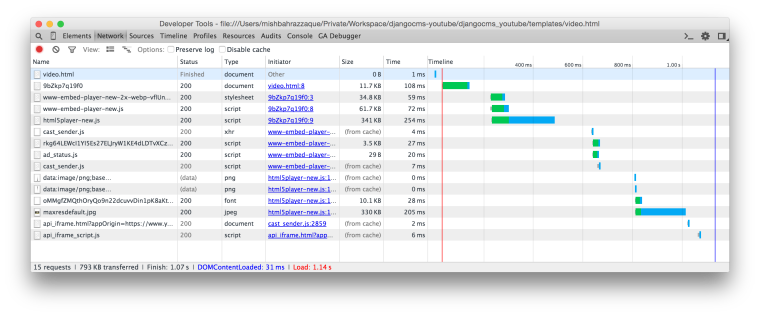 Developer Tools - file:///Users/mishbahrazzaque/Private/Workspace/djangocms-youtube/djangocms_youtube/templates/video.html
Elements Network Sources Timeline Profiles Resources Audits Console GA Debugger
View: Options: Preserve log Disable cache
Name Status Type Initiator Size Time Timeline 400 ms 600 ms 800 ms 1.00 s
video.html Finished document Other 0 B 1 ms
9bZkp7q19f0 200 document video.html:8 11.7 KB 108 ms
www-embed-player-new-2x-webp-vflUn... 200 stylesheet 9bZkp7q19f0:3 34.8 KB 59 ms
www-embed-player-new.js 200 script 9bZkp7q19f0:8 61.7 KB 72 ms
html5player-new.js 200 script 9bZkp7q19f0:9 341 KB 254 ms
cast_sender.js 200 xhr www-embed-player-... (from cache) 4 ms
200 script www-embed-player-... 3.5 KB 27 ms
ad_status.js 200 script www-embed-player-... 29 B 20 ms
cast_sender.js 200 script www-embed-player-... (from cache) 7 ms
data:image/png;base... (data) png html5player-new.js:1... (from cache) 0 ms
data:image/png;base... (data) png html5player-new.js:1... (from cache) 0 ms
200 font html5player-new.js:1... 10.1 KB 28 ms
maxresdefault.jpg 200 jpeg html5player-new.js:1... 330 KB 205 ms
api_iframe.html?appOrigin=https://www.y... 200 document cast_sender.js:2859 (from cache) 2 ms
api_iframe_script.js 200 script api_iframe.html?app... (from cache) 6 ms
15 requests | 793 KB transferred | Finish: 1.07 s | DOMContentLoaded: 31 ms | Load: 1.14 s